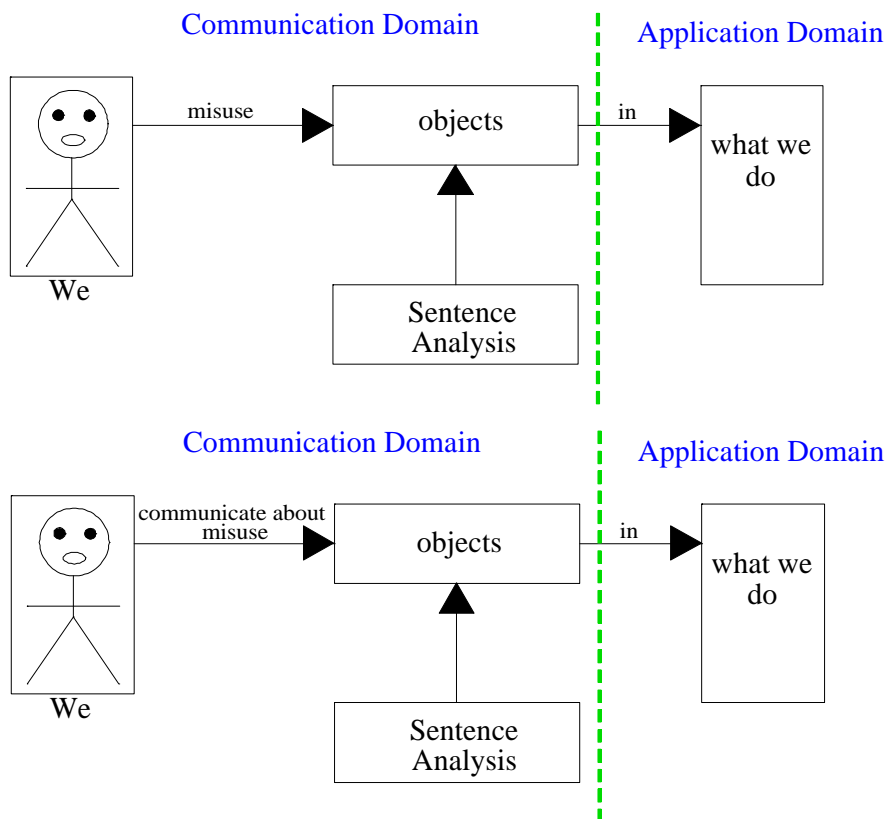 Communication Domain
Application Domain
misuse
objects
in
what we
do
We
Sentence
Analysis
Communication Domain
Application Domain
communicate about
misuse
objects
in
what we
do
We
Sentence
Analysis